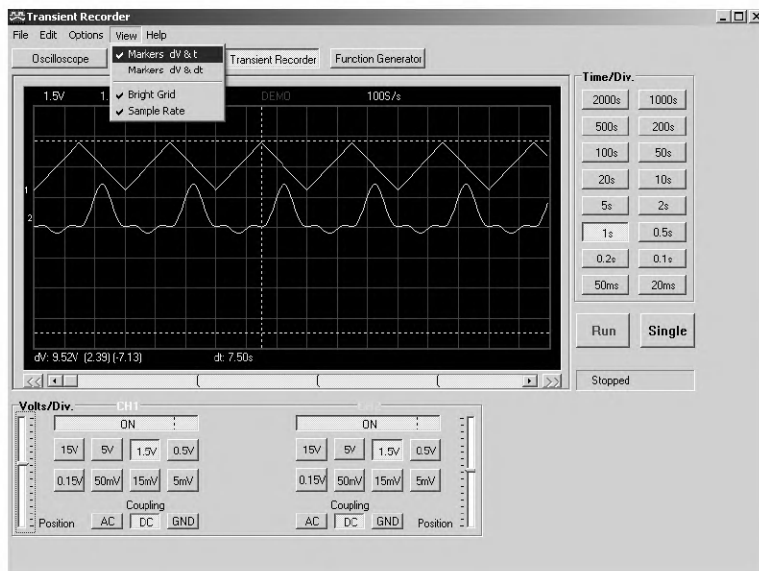 Transient Recorder
File Edit Options View Help
Oscilloscope
Transient Recorder
Function Generator
Markers dV & t
Markers dV & dt
Bright Grid
Sample Rate
1.5V 1. DEMO 100S/s
1
2
dV: 9.52V (2.39) (-7.13) dt: 7.50s
Time/Div.
2000s 1000s
500s 200s
100s 50s
20s 10s
5s 2s
1s 0.5s
0.2s 0.1s
50ms 20ms
Run Single
Stopped
Volts/Div. CH1
ON
15V 5V 1.5V 0.5V
0.15V 50mV 15mV 5mV
Coupling
Position AC DC GND
ON
15V 5V 1.5V 0.5V
0.15V 50mV 15mV 5mV
Coupling
AC DC GND Position